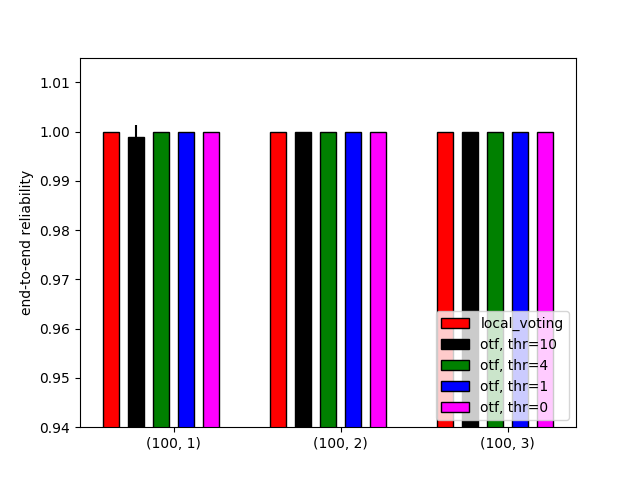 1.01
1.00
0.99
0.98
0.97
0.96
0.95
0.94
end-to-end reliability
(100, 1)
(100, 2)
(100, 3)
local_voting
otf, thr=10
otf, thr=4
otf, thr=1
otf, thr=0